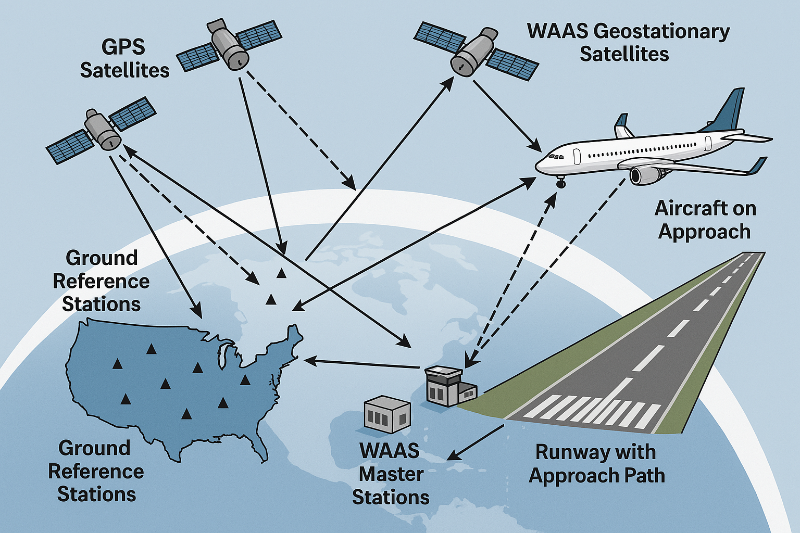 GPS
Satellites
WAAS Geostationary
Satellites
Aircraft on
Approach
Ground
Reference
Stations
Ground
Reference
Stations
WAAS
Master
Stations
Runway with
Approach Path